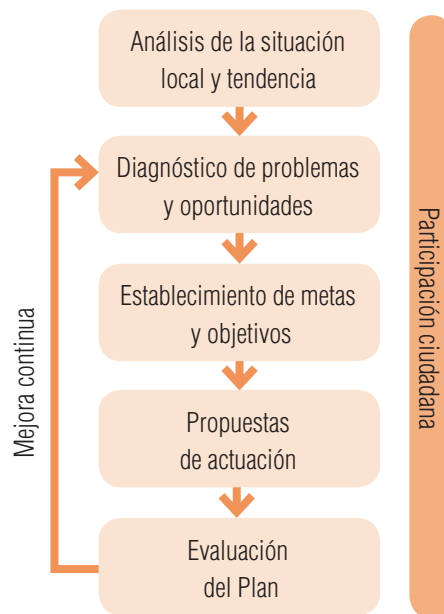 Análisis de la situación
local y tendencia
Diagnóstico de problemas
y oportunidades
Establecimiento de metas
y objetivos
Propuestas
de actuación
Evaluación
del Plan
Mejora continua
Participación ciudadana